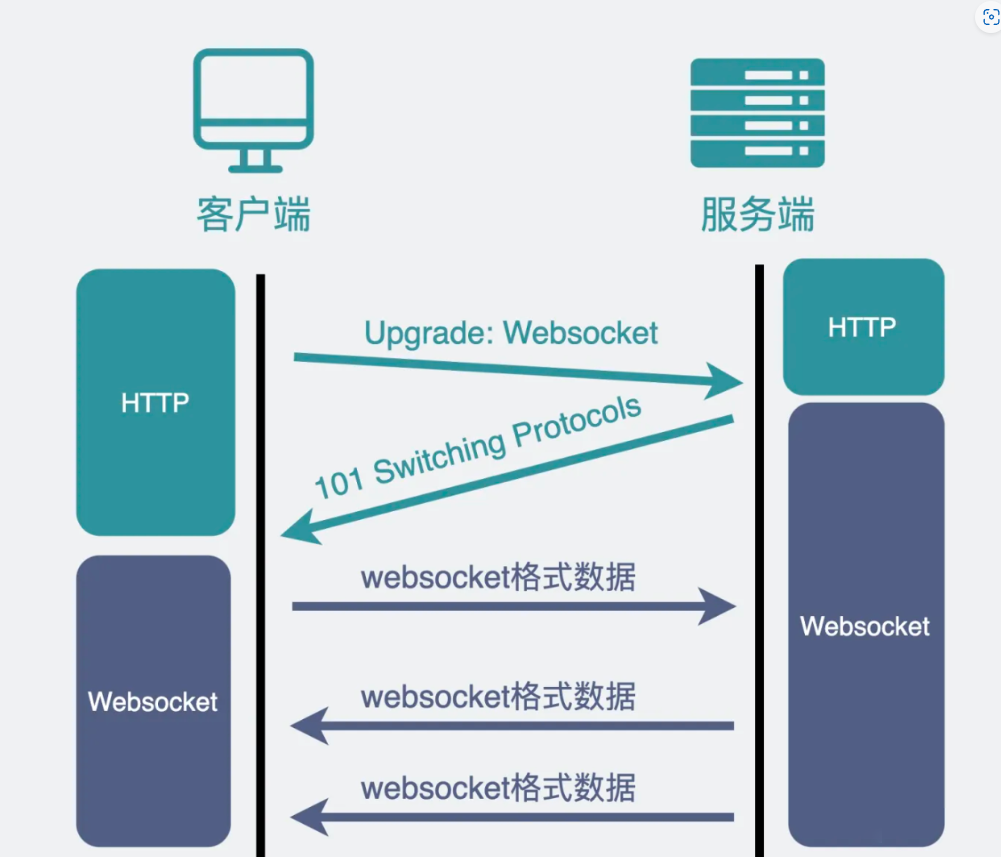 客户端
服务端
HTTP
HTTP
Upgrade: Websocket
101 Switching Protocols
websocket格式数据
Websocket
Websocket
websocket格式数据
websocket格式数据